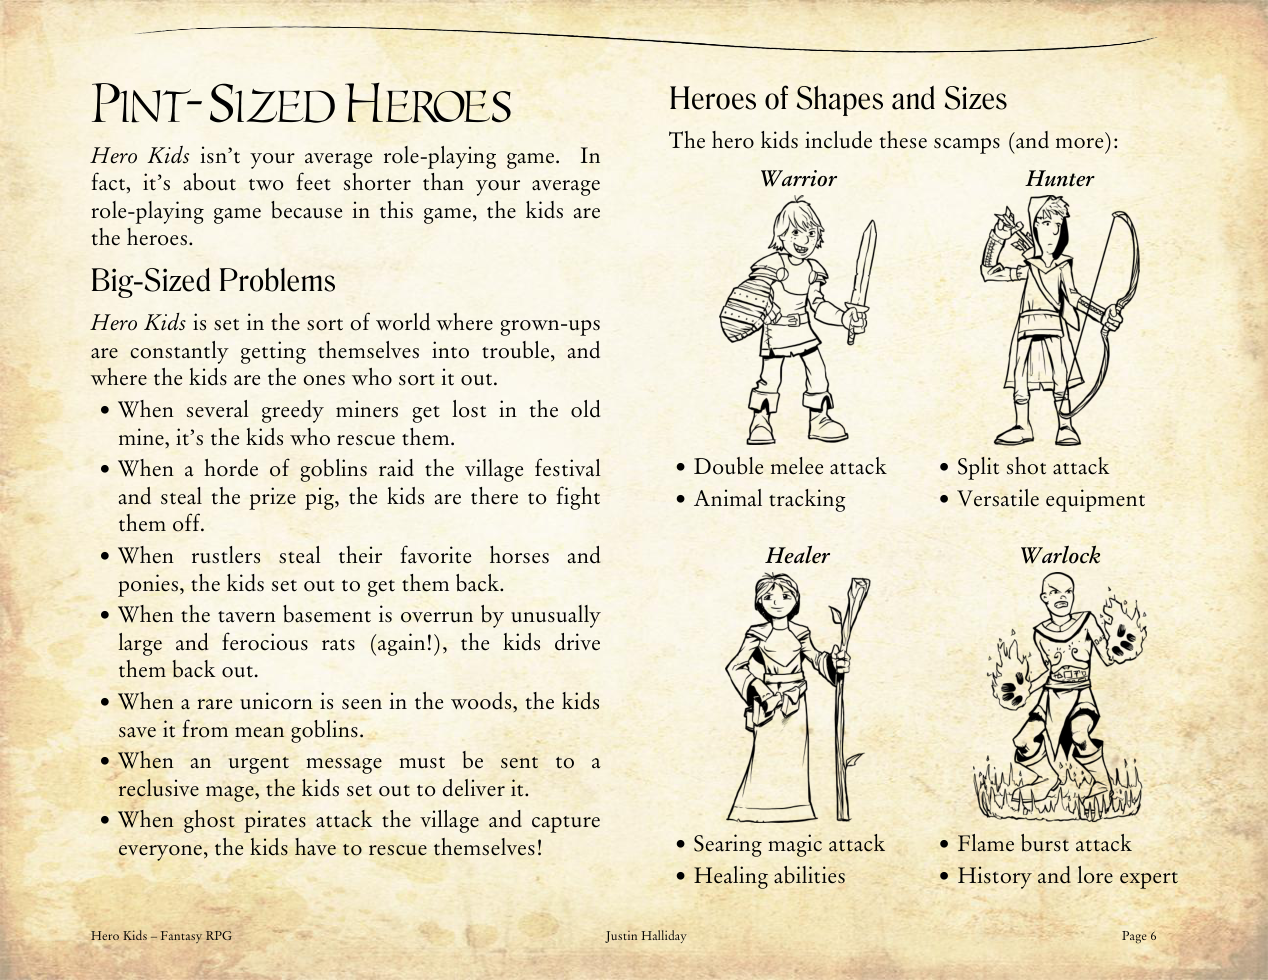 PINT-SIZED HEROES
Hero Kids isn’t your average role-playing game. In
fact, it’s about two feet shorter than your average
role-playing game because in this game, the kids are
the heroes.
Big-Sized Problems
Hero Kids is set in the sort of world where grown-ups
are constantly getting themselves into trouble, and
where the kids are the ones who sort it out.
• When several greedy miners get lost in the old
mine, it’s the kids who rescue them.
• When a horde of goblins raid the village festival
and steal the prize pig, the kids are there to fight
them off.
• When rustlers steal their favorite horses and
ponies, the kids set out to get them back.
• When the tavern basement is overrun by unusually
large and ferocious rats (again!), the kids drive
them back out.
• When a rare unicorn is seen in the woods, the kids
save it from mean goblins.
• When an urgent message must be sent to a
reclusive mage, the kids set out to deliver it.
• When ghost pirates attack the village and capture
everyone, the kids have to rescue themselves!
Heroes of Shapes and Sizes
The hero kids include these scamps (and more):
Warrior
• Double melee attack
• Animal tracking
Hunter
• Split shot attack
• Versatile equipment
Healer
• Searing magic attack
• Healing abilities
Warlock
• Flame burst attack
• History and lore expert
Hero Kids – Fantasy RPG
Justin Halliday
Page 6